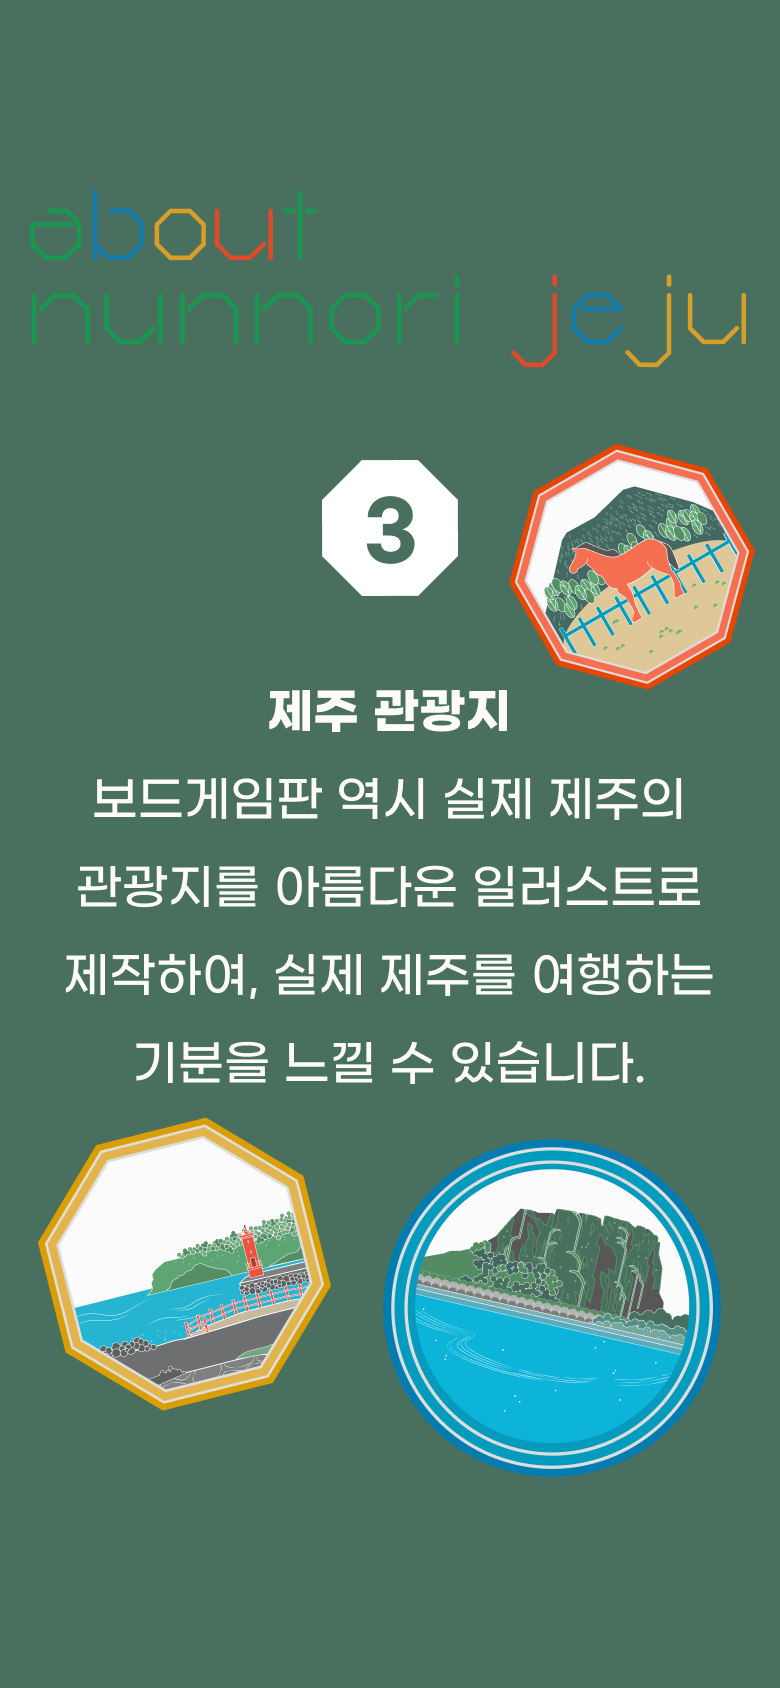 about
nunnori jeju
3
제주 관광지
보드게임판 역시 실제 제주의
관광지를 아름다운 일러스트로
제작하여, 실제 제주를 여행하는
기분을 느낄 수 있습니다.